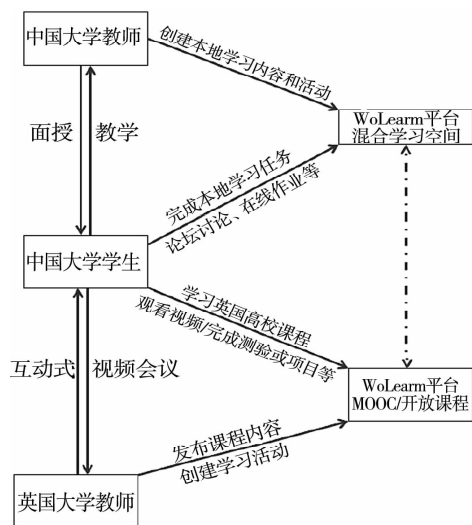 中国大学教师
创建本地学习内容和活动
WoLearm平台
混合学习空间
面授 教学
完成本地学习任务
论坛讨论、在线作业等
中国大学学生
学习英国高校课程
观看视频/完成测验或项目等
互动式 视频会议
WoLearm平台
MOOC/开放课程
发布课程内容
创建学习活动
英国大学教师